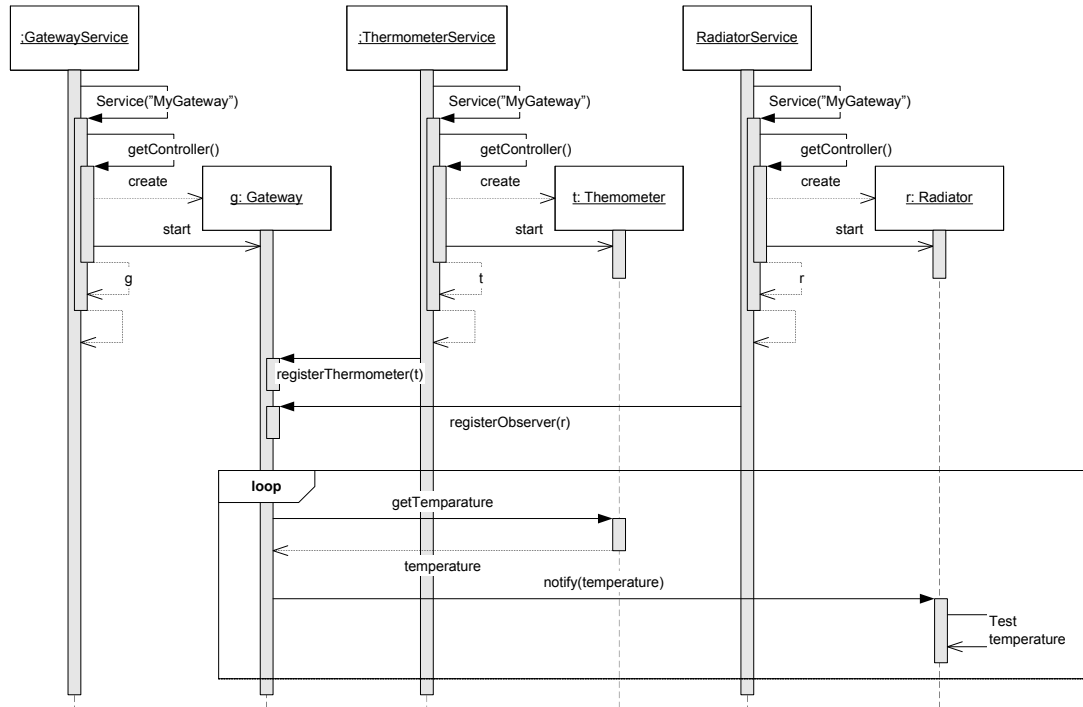 :GatewayService
:ThermometerService
RadiatorService
Service("MyGateway")
Service("MyGateway")
Service("MyGateway")
getController()
getController()
getController()
create
create
create
g: Gateway
t: Themometer
r: Radiator
start
start
start
g
t
r
registerThermometer(t)
registerObserver(r)
loop
getTemparature
temperature
notify(temperature)
Test
temperature